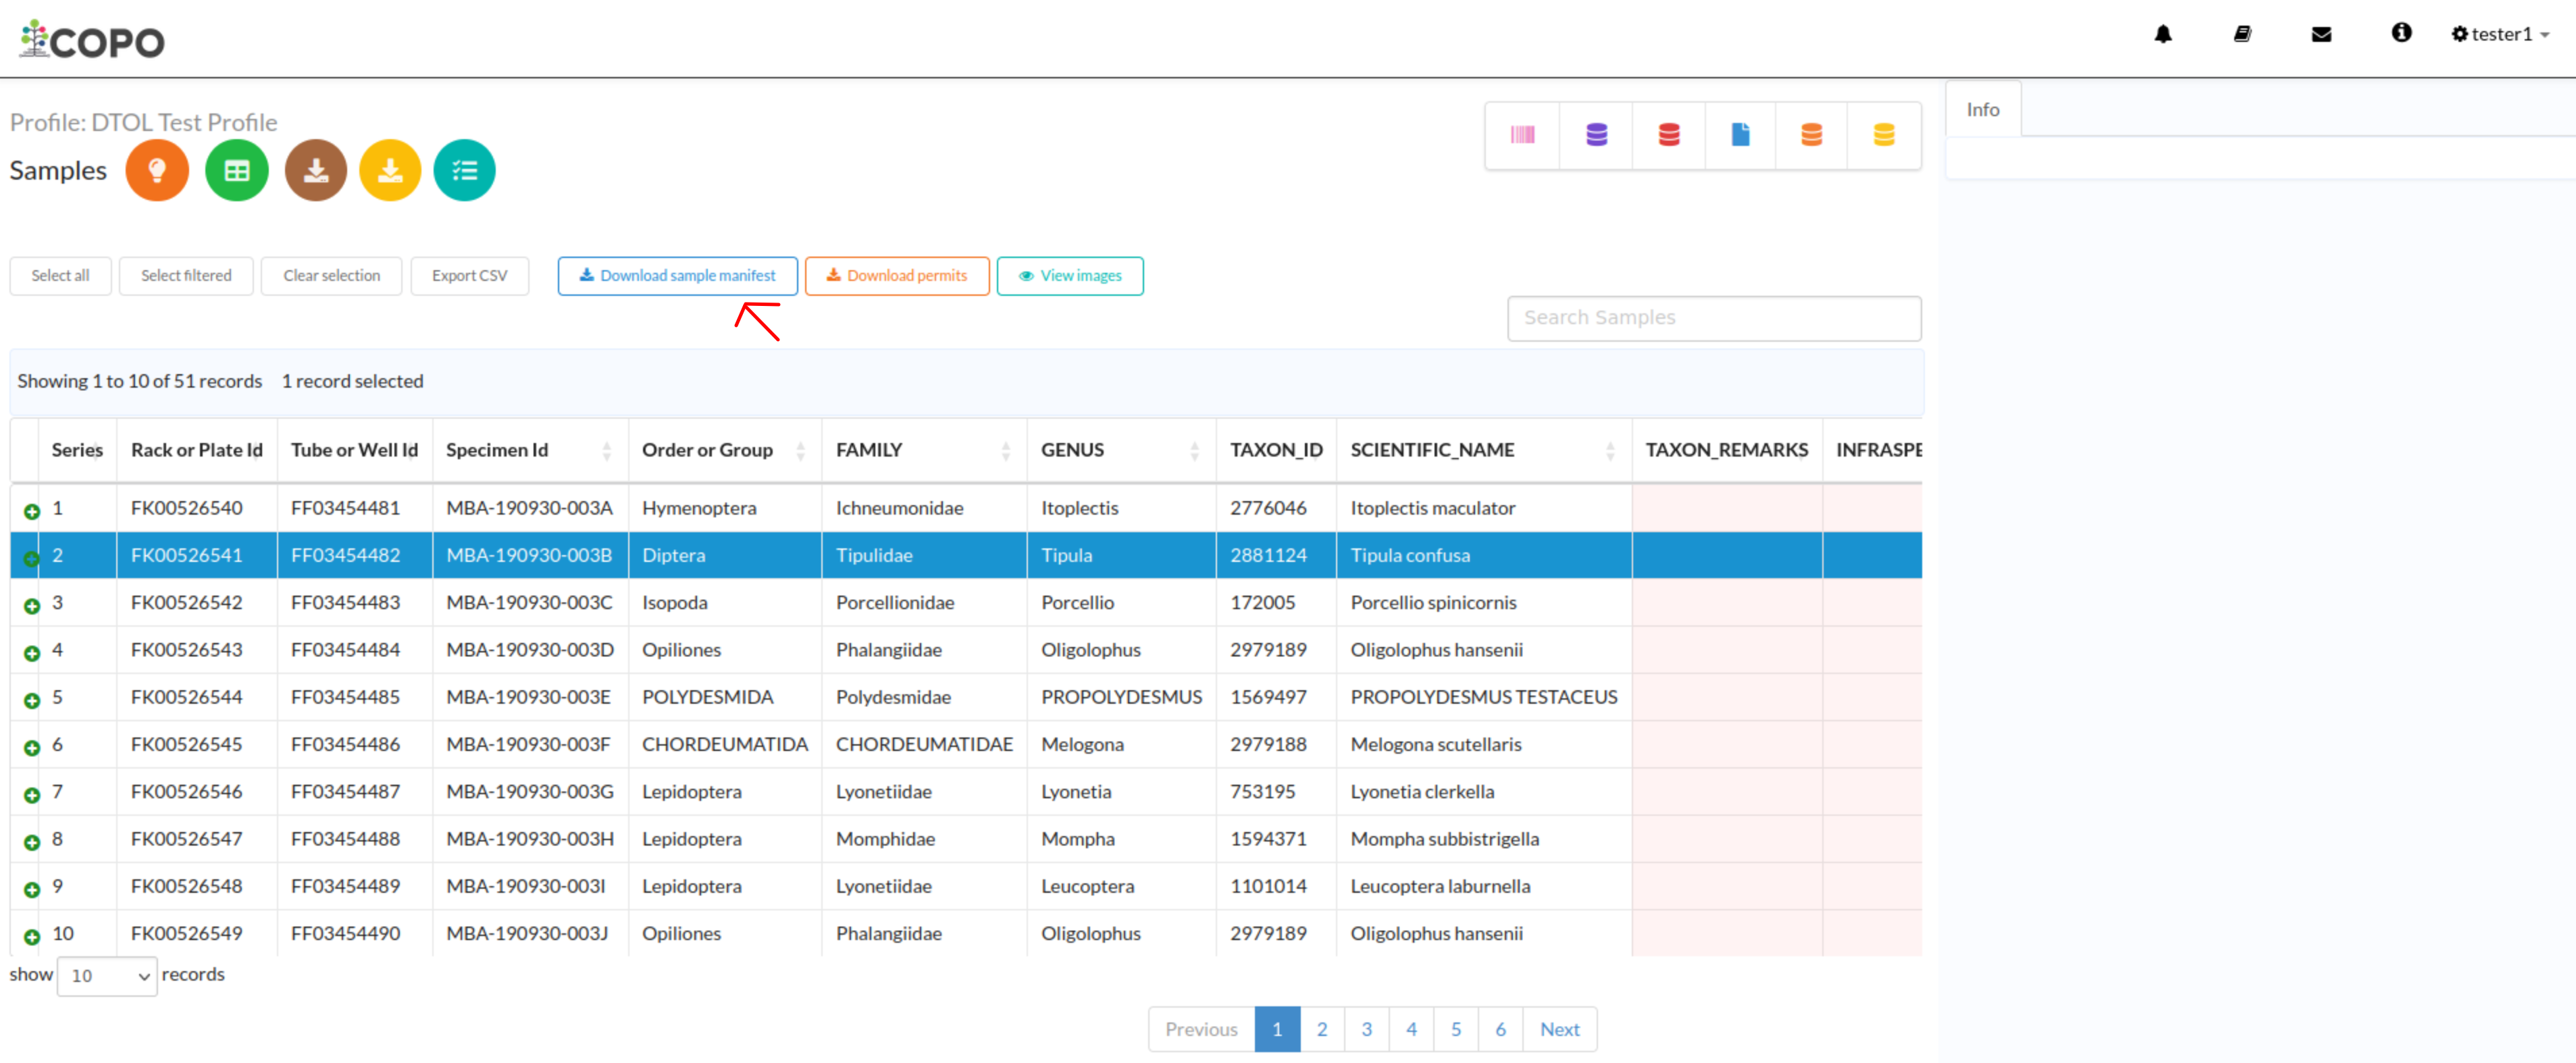 COPO
tester1
Info
Profile: DTOL Test Profile
Samples
Select all Select filtered Clear selection Export CSV Download sample manifest Download permits View images
Search Samples
Showing 1 to 10 of 51 records 1 record selected
Series Rack or Plate Id Tube or Well Id Specimen Id Order or Group FAMILY GENUS TAXON_ID SCIENTIFIC_NAME TAXON_REMARKS INFRASPE
1 FK00526540 FF03454481 MBA-190930-003A Hymenoptera Ichneumonidae Itoplectis 2776046 Itoplectis maculator
2 FK00526541 FF03454482 MBA-190930-003B Diptera Tipulidae Tipula 2881124 Tipula confusa
3 FK00526542 FF03454483 MBA-190930-003C Isopoda Porcellionidae Porcellio 172005 Porcellio spinicornis
4 FK00526543 FF03454484 MBA-190930-003D Opiliones Phalangiidae Oligolophus 2979189 Oligolophus hansenii
5 FK00526544 FF03454485 MBA-190930-003E POLYDESMIDA Polydesmidae PROPOLYDESMUS 1569497 PROPOLYDESMUS TESTACEUS
6 FK00526545 FF03454486 MBA-190930-003F CHORDEUMATIDA CHORDEUMATIDAE Melogona 2979188 Melogona scutellaris
7 FK00526546 FF03454487 MBA-190930-003G Lepidoptera Lyonetiidae Lyonetia 753195 Lyonetia clerkella
8 FK00526547 FF03454488 MBA-190930-003H Lepidoptera Momphidae Mompha 1594371 Mompha subbistrigella
9 FK00526548 FF03454489 MBA-190930-003I Lepidoptera Lyonetiidae Leucoptera 1101014 Leucoptera laburnella
10 FK00526549 FF03454490 MBA-190930-003J Opiliones Phalangiidae Oligolophus 2979189 Oligolophus hansenii
show 10 records
Previous 1 2 3 4 5 6 Next